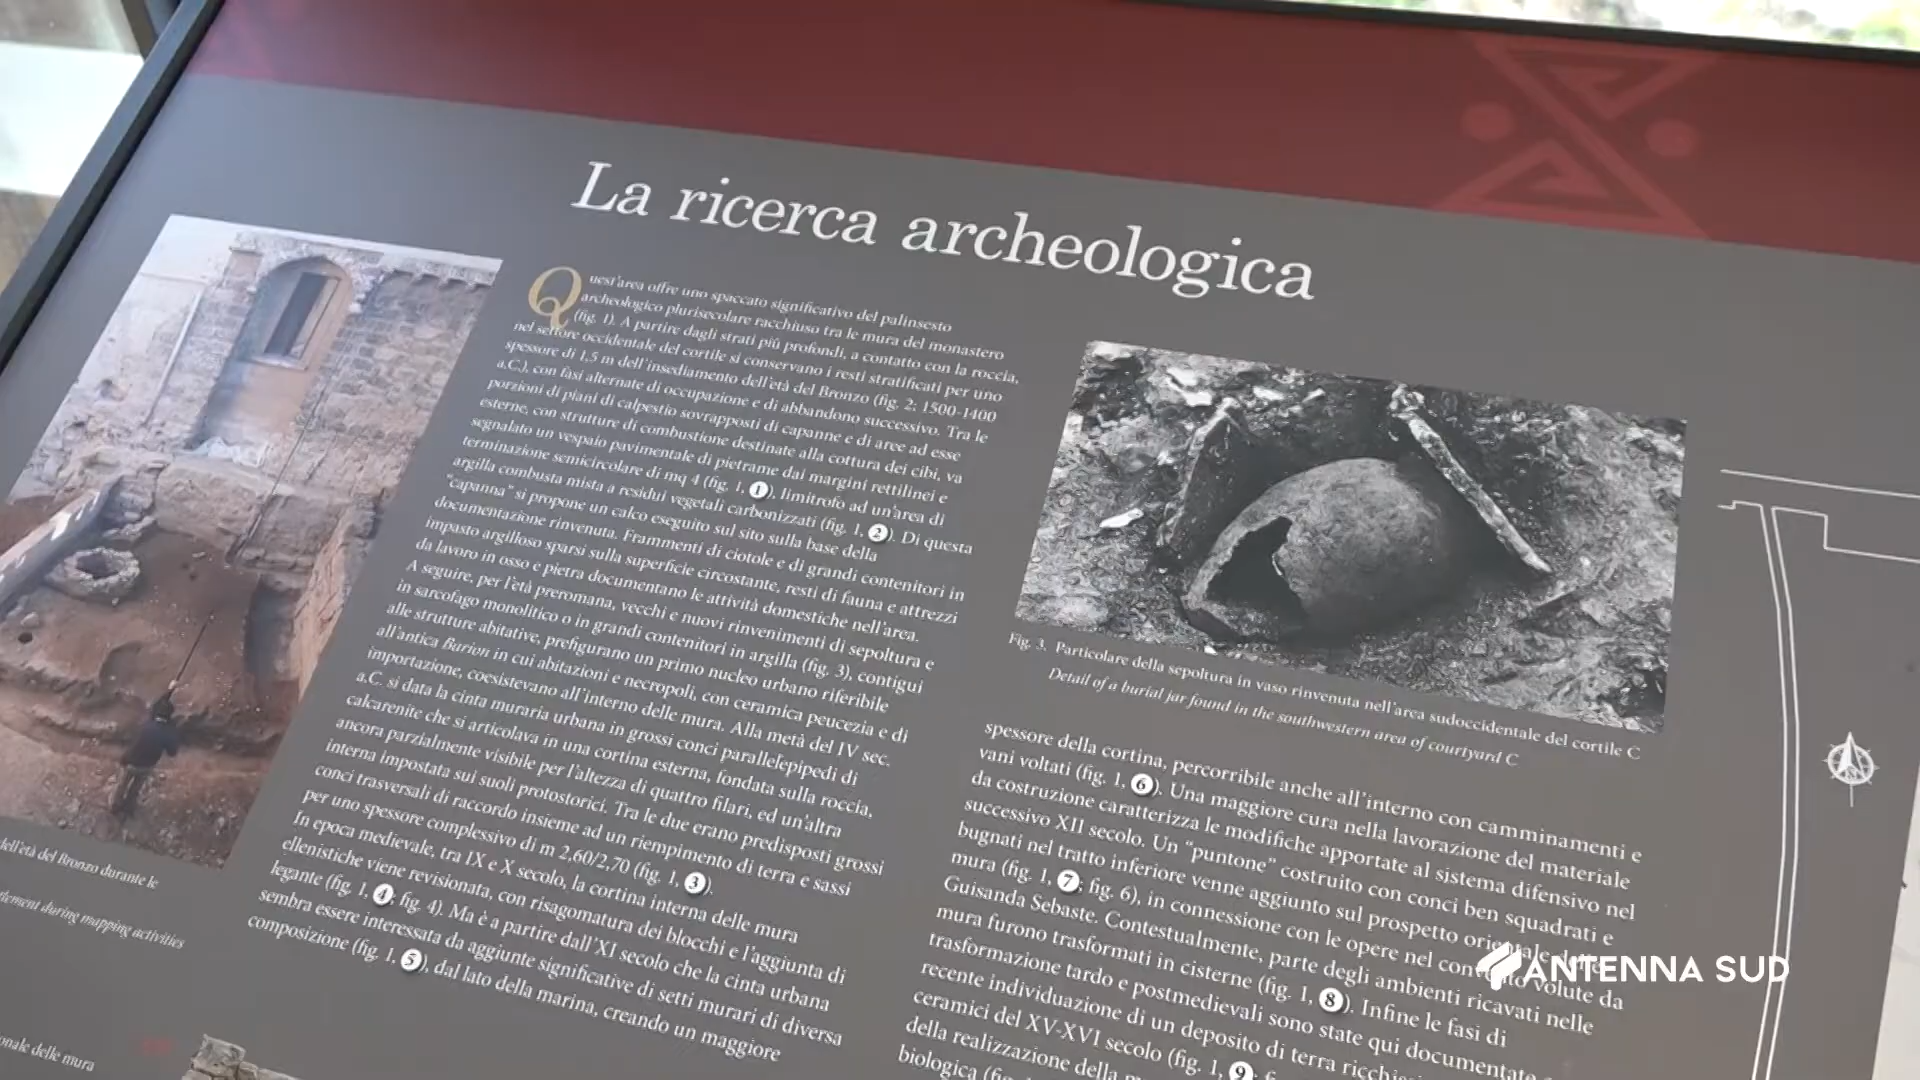 La ricerca archeologica
Quest'area offre uno spaccato significativo del palinsesto
archeologico plurisecolare racchiuso tra le mura del monastero
(fig. 1). A partire dagli strati più profondi, a contatto con la roccia,
nel settore occidentale del cortile si conservano i resti stratificati per uno
spessore di 1,5 m dell'insediamento dell'età del Bronzo (fig. 2: 1500-1400
a.C.), con fasi alternate di occupazione e di abbandono successivo. Tra le
porzioni di piani di calpestio sovrapposti di capanne e di aree ad esse
esterne, con strutture di combustione destinate alla cottura dei cibi, va
segnalato un vespaio pavimentale di pietrame dai margini rettilinei e
terminazione semicircolare di mq 4 (fig. 1, 1), limitrofo ad un'area di
argilla combusta mista a residui vegetali carbonizzati (fig. 1, 2). Di questa
"capanna" si propone un calco eseguito sul sito sulla base della
documentazione rinvenuta. Frammenti di ciotole e di grandi contenitori in
impasto argilloso sparsi sulla superficie circostante, resti di fauna e attrezzi
da lavoro in osso e pietra documentano le attività domestiche nell'area.
A seguire, per l'età preromana, vecchi e nuovi rinvenimenti di sepoltura e
in sarcofago monolitico o in grandi contenitori in argilla (fig. 3), contigui
alle strutture abitative, prefigurano un primo nucleo urbano riferibile
all'antica Barion in cui abitazioni e necropoli, con ceramica peucezia e di
importazione, coesistevano all'interno delle mura. Alla metà del IV sec.
a.C. si data la cinta muraria urbana in grossi conci parallelepipedi di
calcarenite che si articolava in una cortina esterna, fondata sulla roccia,
ancora parzialmente visibile per l'altezza di quattro filari, ed un'altra
interna impostata sui suoli protostorici. Tra le due erano predisposti grossi
conci trasversali di raccordo insieme ad un riempimento di terra e sassi
per uno spessore complessivo di m 2,60/2,70 (fig. 1, 3).
In epoca medievale, tra IX e X secolo, la cortina interna delle mura
ellenistiche viene revisionata, con risagomatura dei blocchi e l'aggiunta di
legante (fig. 1, 4; fig. 4). Ma è a partire dall'XI secolo che la cinta urbana
sembra essere interessata da aggiunte significative di setti murari di diversa
composizione (fig. 1, 5), dal lato della marina, creando un maggiore
Fig. 3. Particolare della sepoltura in vaso rinvenuta nell'area sudoccidentale del cortile C
Detail of a burial jar found in the southwestern area of courtyard C
spessore della cortina, percorribile anche all'interno con camminamenti e
vani voltati (fig. 1, 6). Una maggiore cura nella lavorazione del materiale
da costruzione caratterizza le modifiche apportate al sistema difensivo nel
successivo XII secolo. Un "puntone" costruito con conci ben squadrati e
bugnati nel tratto inferiore venne aggiunto sul prospetto orientale delle
mura (fig. 1, 7; fig. 6), in connessione con le opere nel convento volute da
Guisanda Sebaste. Contestualmente, parte degli ambienti ricavati nelle
mura furono trasformati in cisterne (fig. 1, 8). Infine le fasi di
trasformazione tardo e postmedievali sono state qui documentate
recente individuazione di un deposito di terra
ceramici del XV-XVI secolo (fig. 1, 9;
della realizzazione della
biologica (fig.
dell'età del Bronzo durante le
during mapping activities
delle mura
N
ANTENNA SUD